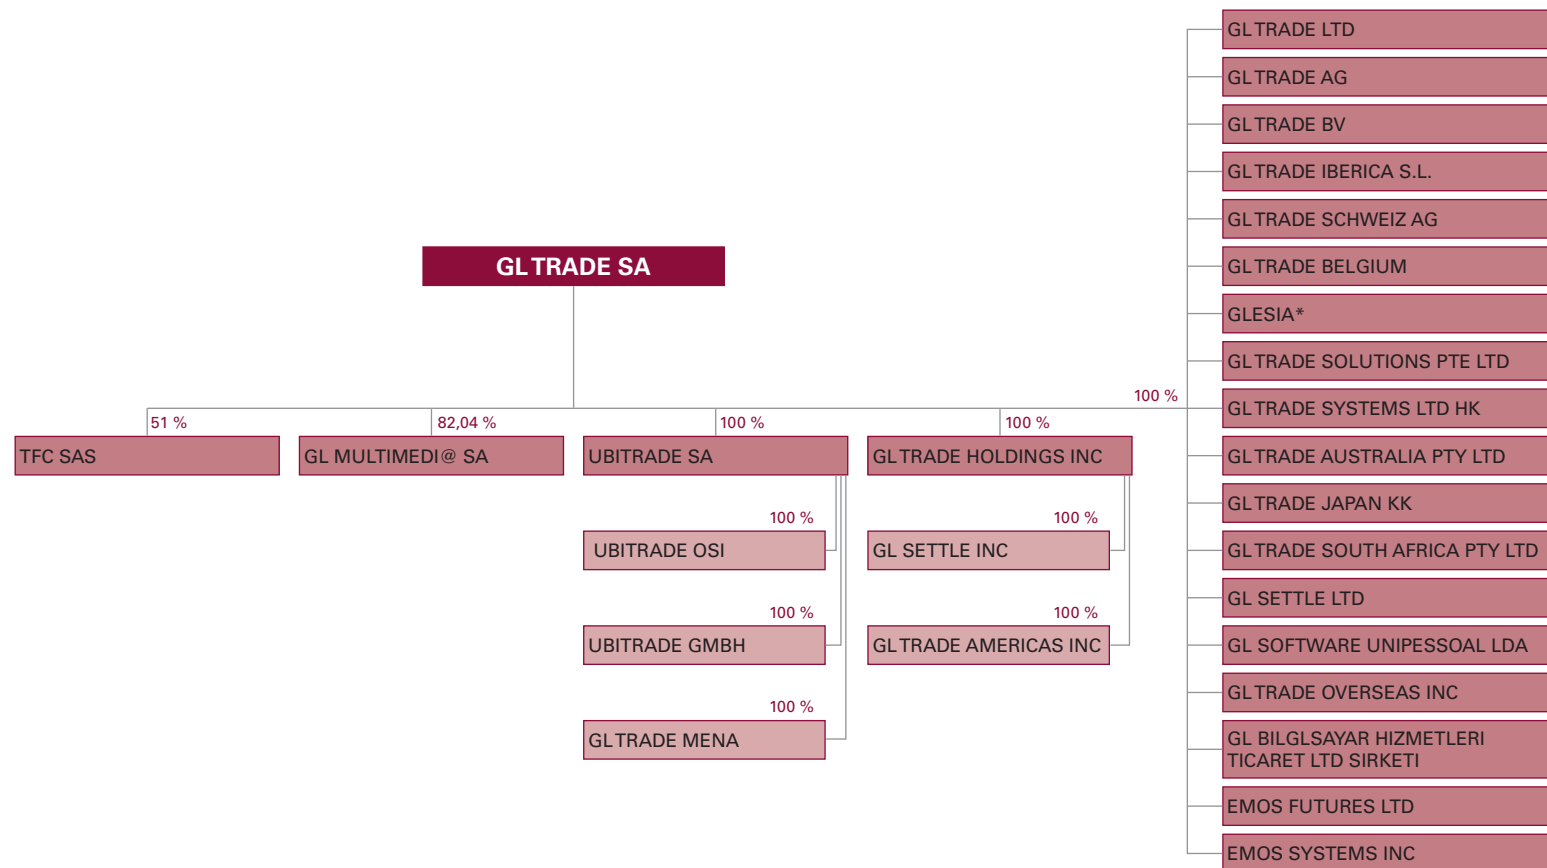 GL TRADE SA
51 %
82,04 %
100 %
100 %
100 %
TFC SAS
GL MULTIMEDI@ SA
UBITRADE SA
GL TRADE HOLDINGS INC
100 %
UBITRADE OSI
100 %
UBITRADE GMBH
100 %
GL TRADE MENA
100 %
GL SETTLE INC
100 %
GL TRADE AMERICAS INC
GL TRADE LTD
GL TRADE AG
GL TRADE BV
GL TRADE IBERICA S.L.
GL TRADE SCHWEIZ AG
GL TRADE BELGIUM
GLESIA*
GL TRADE SOLUTIONS PTE LTD
GL TRADE SYSTEMS LTD HK
GL TRADE AUSTRALIA PTY LTD
GL TRADE JAPAN KK
GL TRADE SOUTH AFRICA PTY LTD
GL SETTLE LTD
GL SOFTWARE UNIPESSOAL LDA
GL TRADE OVERSEAS INC
GL BILGLSAYAR HIZMETLERI
TICARET LTD SIRKETI
EMOS FUTURES LTD
EMOS SYSTEMS INC